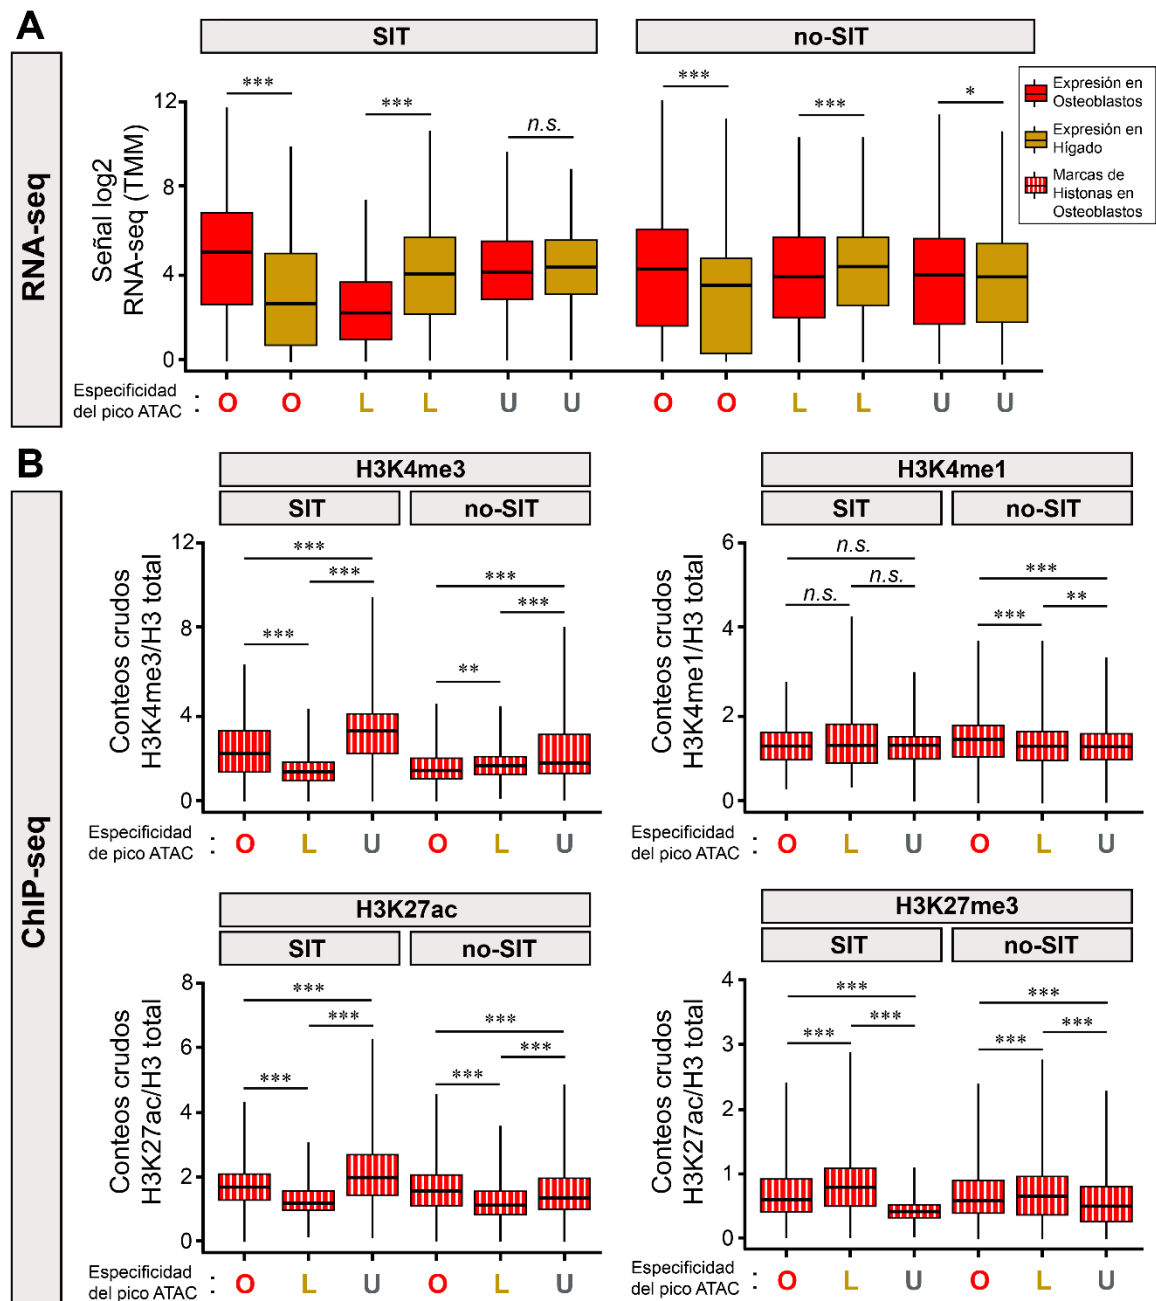 A
SIT
no-SIT
RNA-seq
Señal log2
RNA-seq (TMM)
12
8
4
0
***
***
n.s.
***
***
*
Expresión en
Osteoblastos
Expresión en
Hígado
Marcas de
Histonas en
Osteoblastos
Especificidad
del pico ATAC :
O O L L U U O O L L U U
B
ChIP-seq
H3K4me3
SIT no-SIT
Conteos crudos
H3K4me3/H3 total
12
8
4
0
***
***
***
***
***
**
Especificidad
de pico ATAC :
O L U O L U
H3K4me1
SIT no-SIT
Conteos crudos
H3K4me1/H3 total
6
4
2
0
n.s.
n.s.
n.s.
***
**
***
Especificidad
del pico ATAC :
O L U O L U
H3K27ac
SIT no-SIT
Conteos crudos
H3K27ac/H3 total
8
6
4
2
0
***
***
***
***
***
***
Especificidad
del pico ATAC :
O L U O L U
H3K27me3
SIT no-SIT
Conteos crudos
H3K27ac/H3 total
4
3
2
1
0
***
***
***
***
***
***
Especificidad
del pico ATAC :
O L U O L U